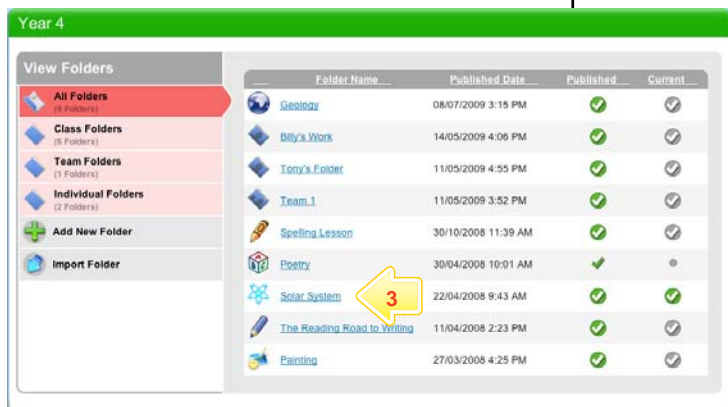 Year 4
View Folders
All Folders
(9 Folders)
Class Folders
(6 Folders)
Team Folders
(1 Folders)
Individual Folders
(2 Folders)
Add New Folder
Import Folder
Folder Name Published Date Published Current
Geology 08/07/2009 3:15 PM
Billy's Work 14/05/2009 4:06 PM
Tony's Folder 11/05/2009 4:55 PM
Team 1 11/05/2009 3:52 PM
Spelling Lesson 30/10/2008 11:39 AM
Poetry 30/04/2008 10:01 AM
Solar System 3 22/04/2008 9:43 AM
The Reading Road to Writing 11/04/2008 2:23 PM
Painting 27/03/2008 4:25 PM